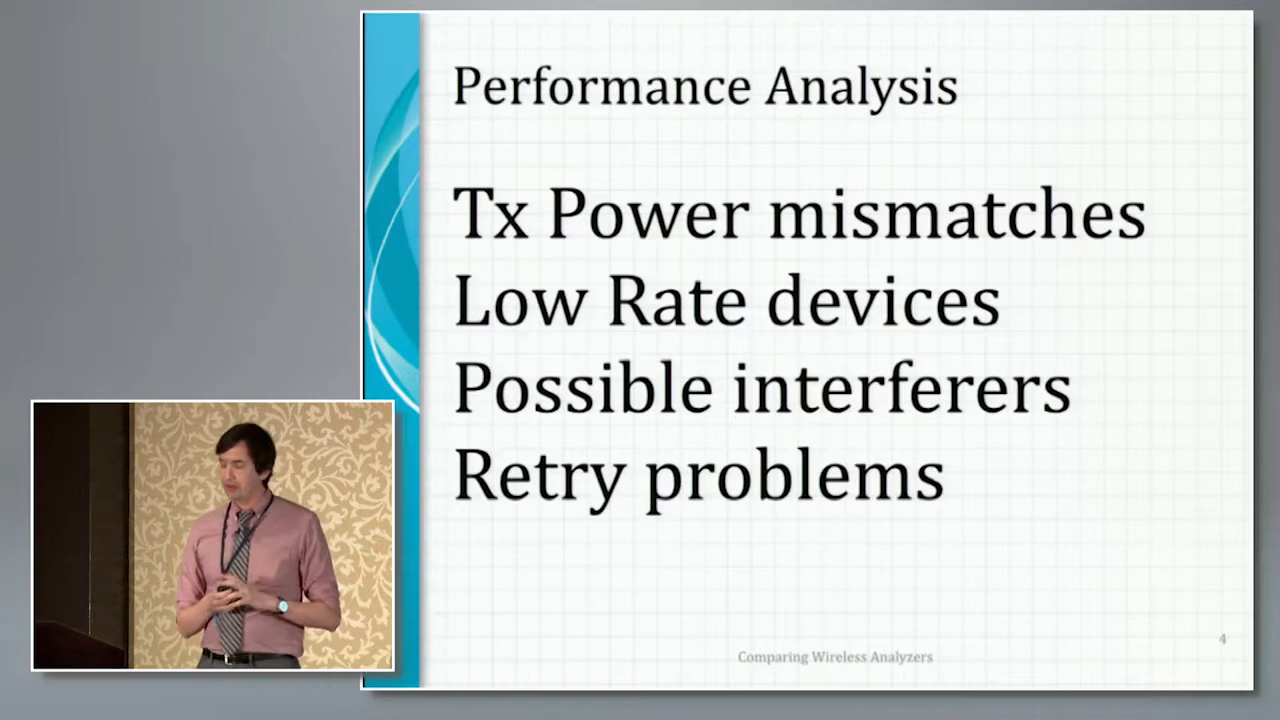 Performance Analysis
Tx Power mismatches
Low Rate devices
Possible interferers
Retry problems
4
Comparing Wireless Analyzers